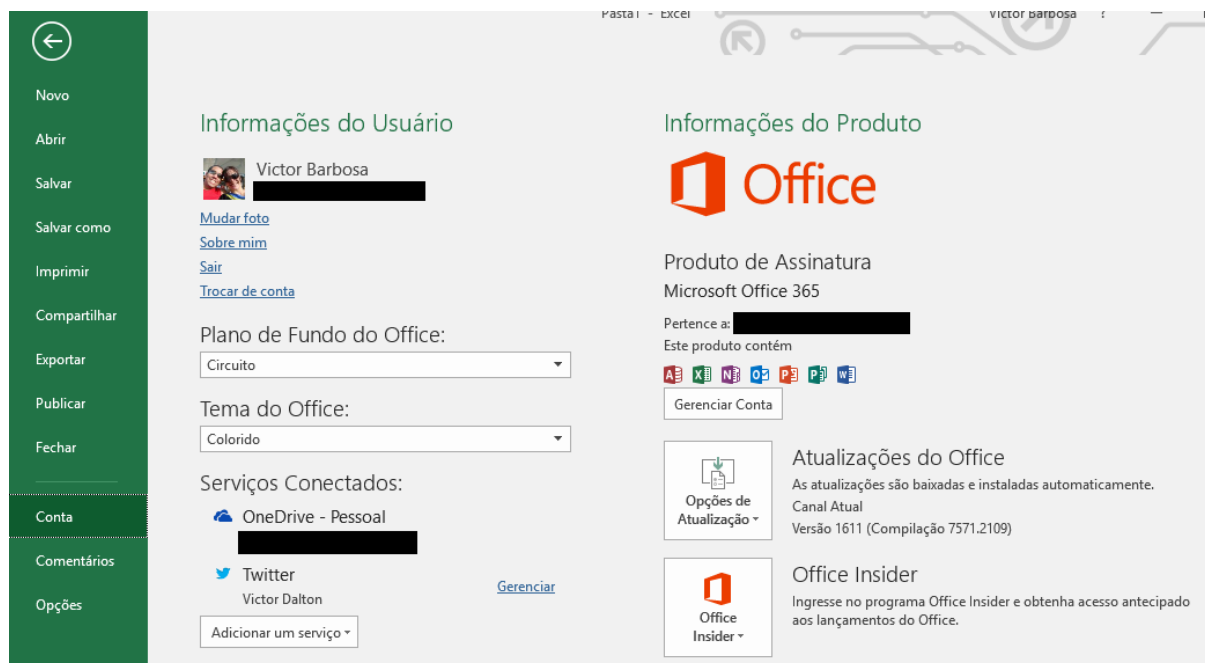 Pasta1 - Excel
Victor Barbosa ? —
Novo
Abrir
Salvar
Salvar como
Imprimir
Compartilhar
Exportar
Publicar
Fechar
Conta
Comentários
Opções
Informações do Usuário
Victor Barbosa
Mudar foto
Sobre mim
Sair
Trocar de conta
Plano de Fundo do Office:
Circuito
Tema do Office:
Colorido
Serviços Conectados:
OneDrive - Pessoal
Twitter
Victor Dalton
Gerenciar
Adicionar um serviço
Informações do Produto
Office
Produto de Assinatura
Microsoft Office 365
Pertence a:
Este produto contém
Gerenciar Conta
Opções de
Atualização
Atualizações do Office
As atualizações são baixadas e instaladas automaticamente.
Canal Atual
Versão 1611 (Compilação 7571.2109)
Office
Insider
Office Insider
Ingresse no programa Office Insider e obtenha acesso antecipado
aos lançamentos do Office.